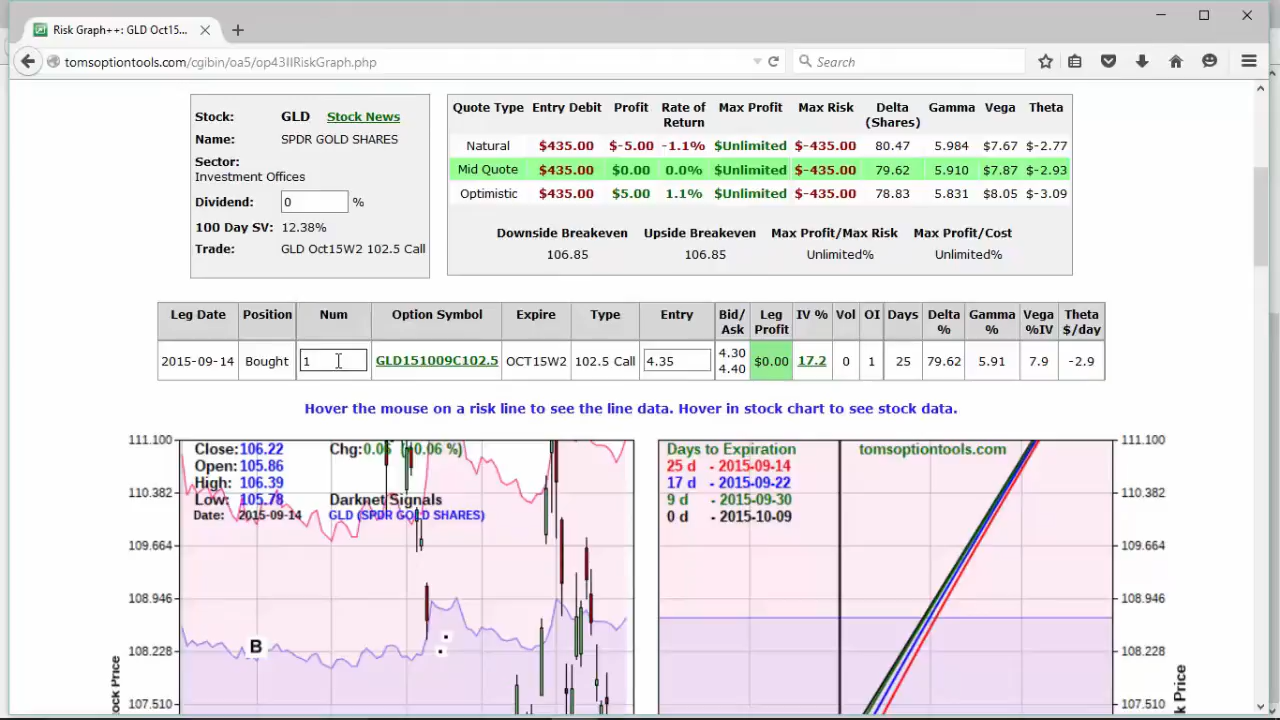 Risk Graph++: GLD Oct15...
tomsoptiontools.com/cgibin/oa5/op43IIRiskGraph.php
Search
Stock: GLD Stock News
Name: SPDR GOLD SHARES
Sector:
Investment Offices
Dividend: 0 %
100 Day SV: 12.38%
Trade: GLD Oct15W2 102.5 Call
Quote Type Entry Debit Profit Rate of Return Max Profit Max Risk Delta (Shares) Gamma Vega Theta
Natural $435.00 $-5.00 -1.1% $Unlimited $-435.00 80.47 5.984 $7.67 $-2.77
Mid Quote $435.00 $0.00 0.0% $Unlimited $-435.00 79.62 5.910 $7.87 $-2.93
Optimistic $435.00 $5.00 1.1% $Unlimited $-435.00 78.83 5.831 $8.05 $-3.09
Downside Breakeven Upside Breakeven Max Profit/Max Risk Max Profit/Cost
106.85 106.85 Unlimited% Unlimited%
Leg Date Position Num Option Symbol Expire Type Entry Bid/ Ask Leg Profit IV % Vol OI Days Delta % Gamma % Vega %IV Theta $/day
2015-09-14 Bought 1 GLD151009C102.5 OCT15W2 102.5 Call 4.35 4.30 4.40 $0.00 17.2 0 1 25 79.62 5.91 7.9 -2.9
Hover the mouse on a risk line to see the line data. Hover in stock chart to see stock data.
111.100
110.382
109.664
108.946
108.228
107.510
Close: 106.22 Chg: 0.06 (0.06 %)
Open: 105.86
High: 106.39
Low: 105.78 Darknet Signals
Date: 2015-09-14 GLD (SPDR GOLD SHARES)
B
ock Price
Days to Expiration tomsoptiontools.com
25 d - 2015-09-14
17 d - 2015-09-22
9 d - 2015-09-30
0 d - 2015-10-09
111.100
110.382
109.664
108.946
108.228
107.510
k Price